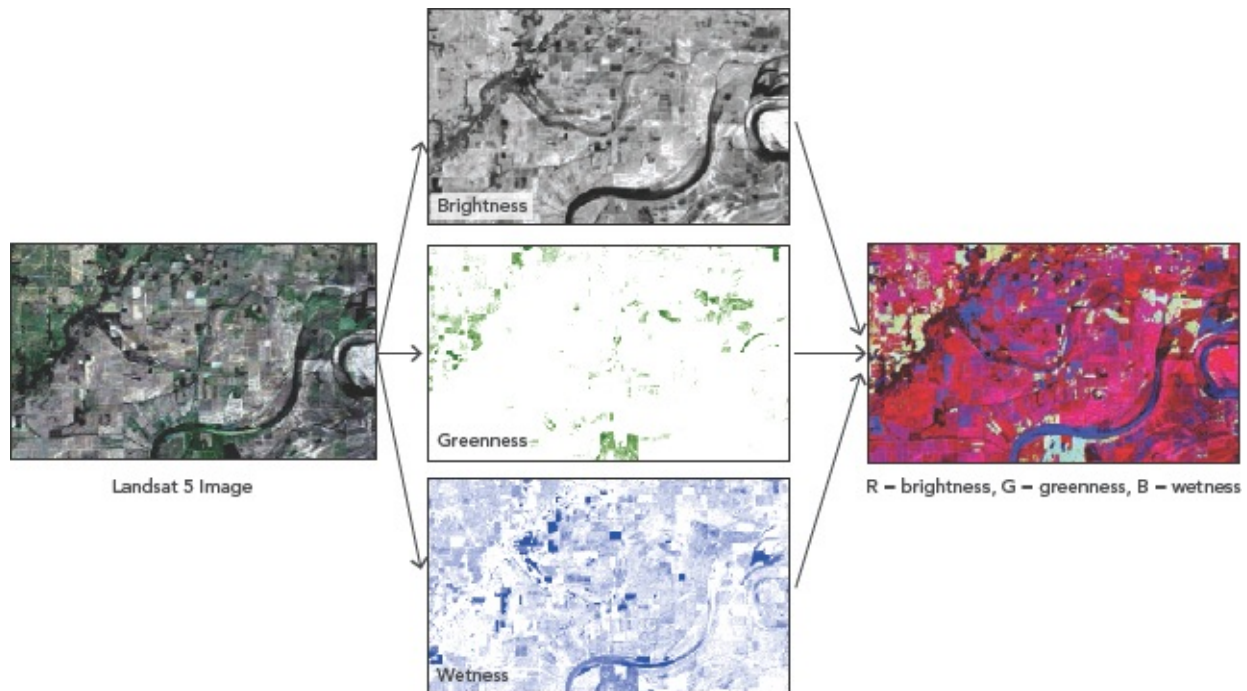 Brightness
Greenness
Landsat 5 Image
R – brightness, G – greenness, B – wetness
Wetness